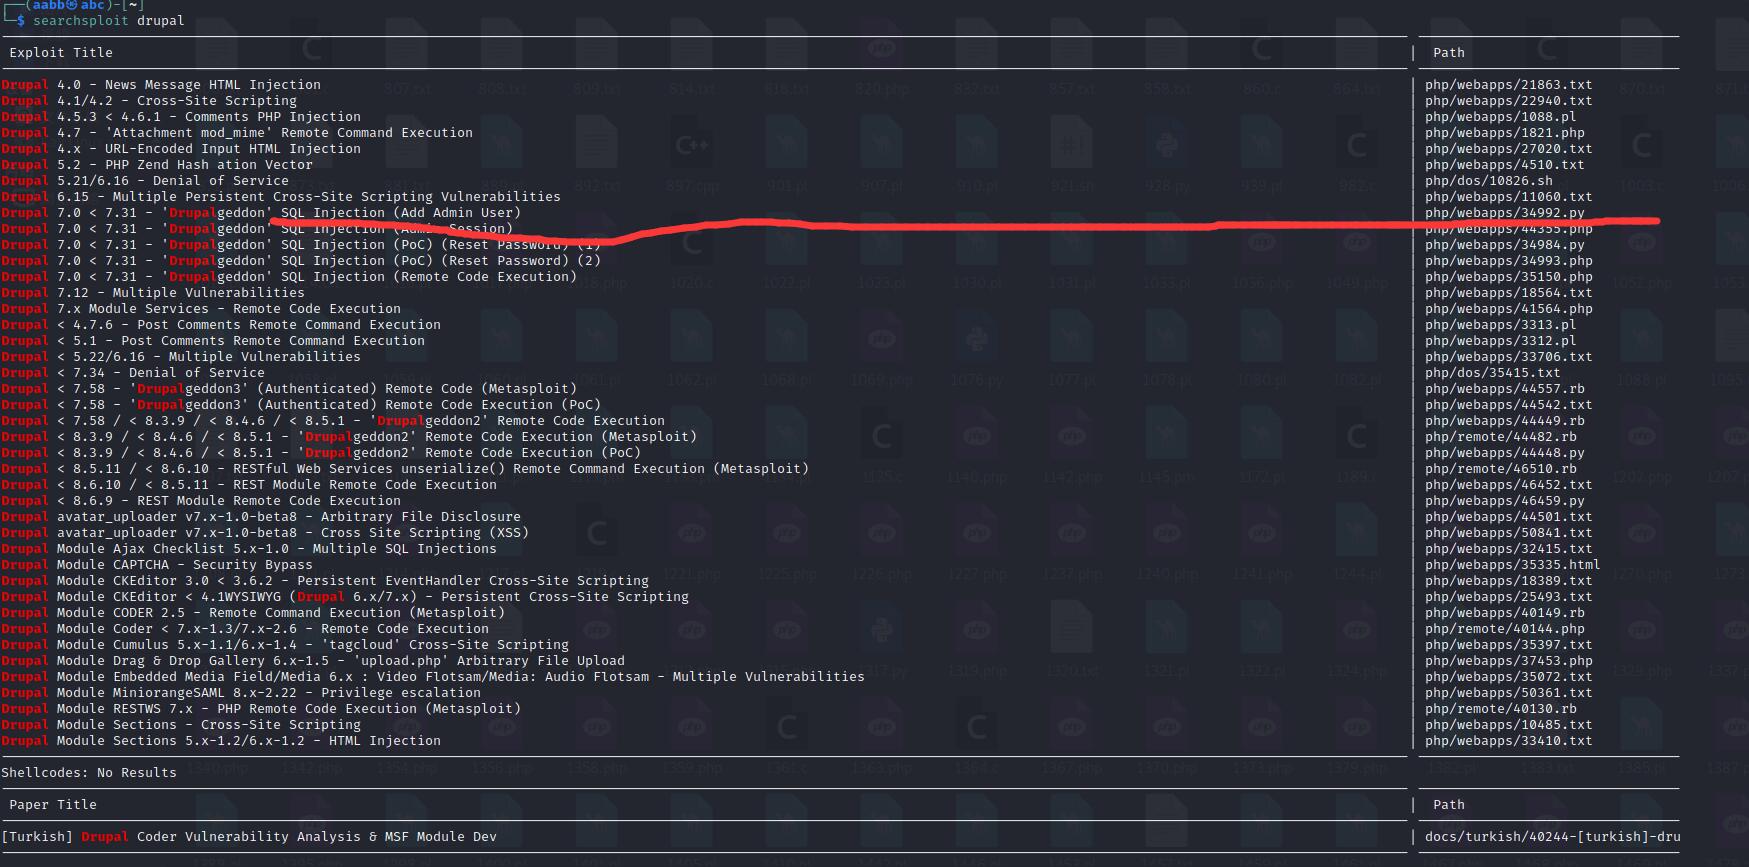 (aabb㉿abc)-[~]
$ searchsploit drupal
Exploit Title | Path
Drupal 4.0 - News Message HTML Injection | php/webapps/21863.txt
Drupal 4.1/4.2 - Cross-Site Scripting | php/webapps/22940.txt
Drupal 4.5.3 < 4.6.1 - Comments PHP Injection | php/webapps/1088.pl
Drupal 4.7 - 'Attachment mod_mime' Remote Command Execution | php/webapps/1821.php
Drupal 4.x - URL-Encoded Input HTML Injection | php/webapps/27020.txt
Drupal 5.2 - PHP Zend Hash ation Vector | php/webapps/4510.txt
Drupal 5.21/6.16 - Denial of Service | php/dos/10826.sh
Drupal 6.15 - Multiple Persistent Cross-Site Scripting Vulnerabilities | php/webapps/11060.txt
Drupal 7.0 < 7.31 - 'Drupalgeddon' SQL Injection (Add Admin User) | php/webapps/34992.py
Drupal 7.0 < 7.31 - 'Drupalgeddon' SQL Injection (Admin Session) | php/webapps/44355.php
Drupal 7.0 < 7.31 - 'Drupalgeddon' SQL Injection (PoC) (Reset Password) (1) | php/webapps/34984.py
Drupal 7.0 < 7.31 - 'Drupalgeddon' SQL Injection (PoC) (Reset Password) (2) | php/webapps/34993.php
Drupal 7.0 < 7.31 - 'Drupalgeddon' SQL Injection (Remote Code Execution) | php/webapps/35150.php
Drupal 7.12 - Multiple Vulnerabilities | php/webapps/18564.txt
Drupal 7.x Module Services - Remote Code Execution | php/webapps/41564.php
Drupal < 4.7.6 - Post Comments Remote Command Execution | php/webapps/3313.pl
Drupal < 5.1 - Post Comments Remote Command Execution | php/webapps/3312.pl
Drupal < 5.22/6.16 - Multiple Vulnerabilities | php/webapps/33706.txt
Drupal < 7.34 - Denial of Service | php/dos/35415.txt
Drupal < 7.58 - 'Drupalgeddon3' (Authenticated) Remote Code (Metasploit) | php/webapps/44557.rb
Drupal < 7.58 - 'Drupalgeddon3' (Authenticated) Remote Code Execution (PoC) | php/webapps/44542.txt
Drupal < 7.58 / < 8.3.9 / < 8.4.6 / < 8.5.1 - 'Drupalgeddon2' Remote Code Execution | php/webapps/44449.rb
Drupal < 8.3.9 / < 8.4.6 / < 8.5.1 - 'Drupalgeddon2' Remote Code Execution (Metasploit) | php/remote/44482.rb
Drupal < 8.3.9 / < 8.4.6 / < 8.5.1 - 'Drupalgeddon2' Remote Code Execution (PoC) | php/webapps/44448.py
Drupal < 8.5.11 / < 8.6.10 - RESTful Web Services unserialize() Remote Command Execution (Metasploit) | php/remote/46510.rb
Drupal < 8.6.10 / < 8.5.11 - REST Module Remote Code Execution | php/webapps/46452.txt
Drupal < 8.6.9 - REST Module Remote Code Execution | php/webapps/46459.py
Drupal avatar_uploader v7.x-1.0-beta8 - Arbitrary File Disclosure | php/webapps/44501.txt
Drupal avatar_uploader v7.x-1.0-beta8 - Cross Site Scripting (XSS) | php/webapps/50841.txt
Drupal Module Ajax Checklist 5.x-1.0 - Multiple SQL Injections | php/webapps/32415.txt
Drupal Module CAPTCHA - Security Bypass | php/webapps/35335.html
Drupal Module CKEditor 3.0 < 3.6.2 - Persistent EventHandler Cross-Site Scripting | php/webapps/18389.txt
Drupal Module CKEditor < 4.1WYSIWYG (Drupal 6.x/7.x) - Persistent Cross-Site Scripting | php/webapps/25493.txt
Drupal Module CODER 2.5 - Remote Command Execution (Metasploit) | php/webapps/40149.rb
Drupal Module Coder < 7.x-1.3/7.x-2.6 - Remote Code Execution | php/remote/40144.php
Drupal Module Cumulus 5.x-1.1/6.x-1.4 - 'tagcloud' Cross-Site Scripting | php/webapps/35397.txt
Drupal Module Drag & Drop Gallery 6.x-1.5 - 'upload.php' Arbitrary File Upload | php/webapps/37453.php
Drupal Module Embedded Media Field/Media 6.x : Video Flotsam/Media: Audio Flotsam - Multiple Vulnerabilities | php/webapps/35072.txt
Drupal Module MiniorangeSAML 8.x-2.22 - Privilege escalation | php/webapps/50361.txt
Drupal Module RESTWS 7.x - PHP Remote Code Execution (Metasploit) | php/remote/40130.rb
Drupal Module Sections - Cross-Site Scripting | php/webapps/10485.txt
Drupal Module Sections 5.x-1.2/6.x-1.2 - HTML Injection | php/webapps/33410.txt
Shellcodes: No Results
Paper Title | Path
[Turkish] Drupal Coder Vulnerability Analysis & MSF Module Dev | docs/turkish/40244-[turkish]-dru